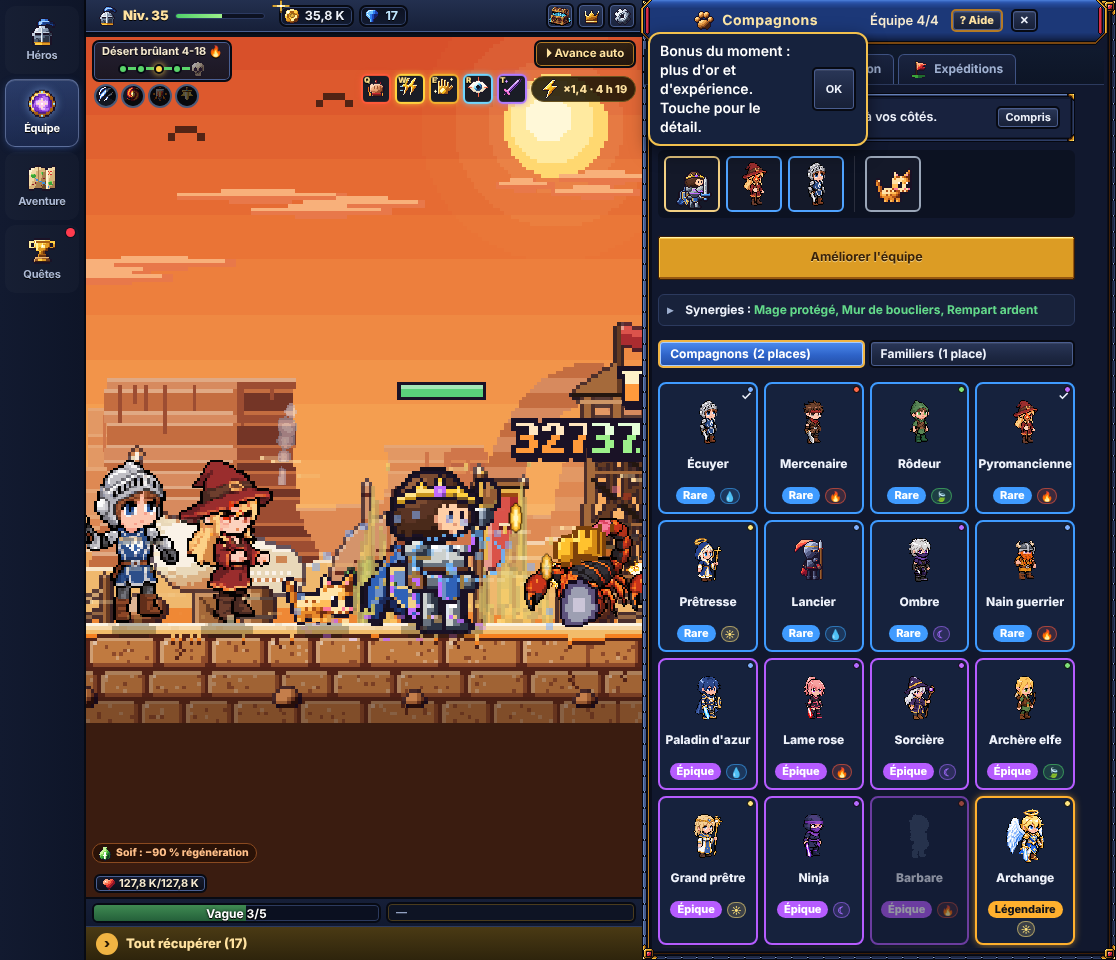 Héros
Équipe
Aventure
Quêtes
Niv. 35
35,8 K
17
Désert brûlant 4-18
Avance auto
Q
W
E
R
T
×1,4 · 4 h 19
327
37.
Soif : −90 % régénération
127,8 K/127,8 K
Vague 3/5
—
Tout récupérer (17)
Compagnons
Équipe 4/4
? Aide
×
Bonus du moment :
plus d'or et
d'expérience.
Touche pour le
détail.
OK
on
Expéditions
à vos côtés.
Compris
Améliorer l'équipe
Synergies : Mage protégé, Mur de boucliers, Rempart ardent
Compagnons (2 places)
Familiers (1 place)
Écuyer
Rare
Mercenaire
Rare
Rôdeur
Rare
Pyromancienne
Rare
Prêtresse
Rare
Lancier
Rare
Ombre
Rare
Nain guerrier
Rare
Paladin d'azur
Épique
Lame rose
Épique
Sorcière
Épique
Archère elfe
Épique
Grand prêtre
Épique
Ninja
Épique
Barbare
Épique
Archange
Légendaire